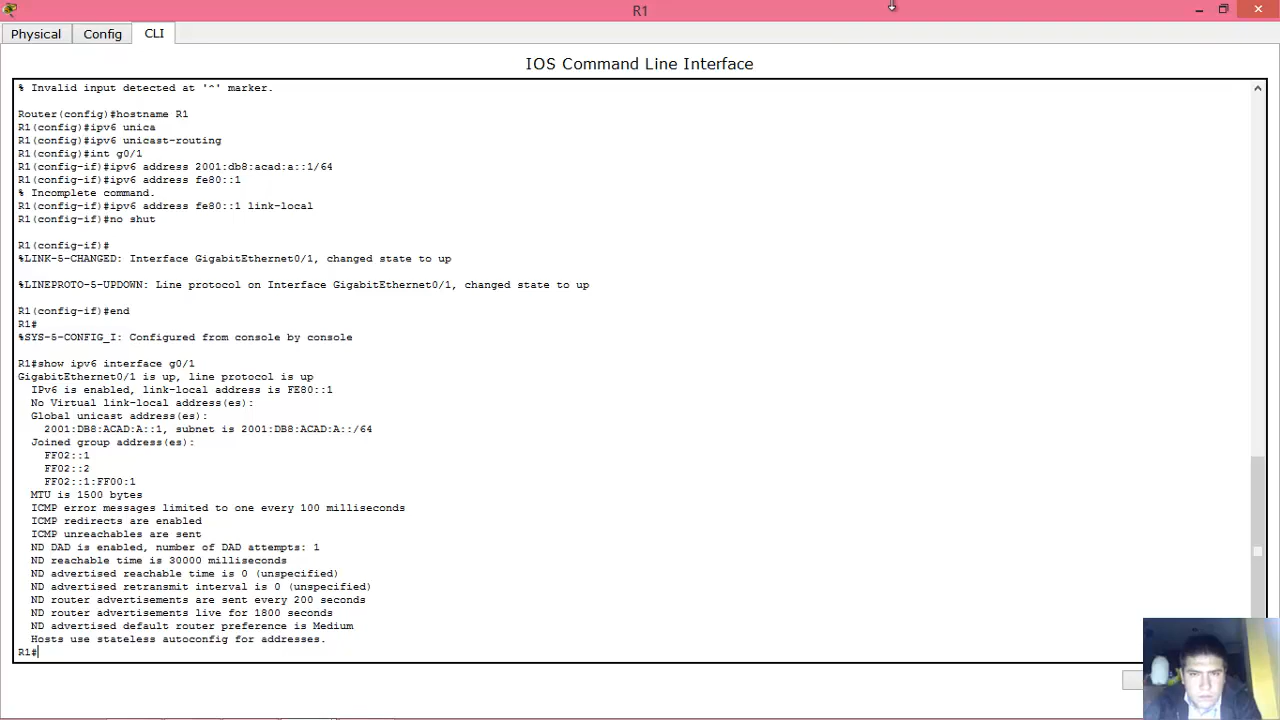 R1
Physical
Config
CLI
IOS Command Line Interface
% Invalid input detected at '^' marker.
Router(config)#hostname R1
R1(config)#ipv6 unica
R1(config)#ipv6 unicast-routing
R1(config)#int g0/1
R1(config-if)#ipv6 address 2001:db8:acad:a::1/64
R1(config-if)#ipv6 address fe80::1
% Incomplete command.
R1(config-if)#ipv6 address fe80::1 link-local
R1(config-if)#no shut
R1(config-if)#
%LINK-5-CHANGED: Interface GigabitEthernet0/1, changed state to up
%LINEPROTO-5-UPDOWN: Line protocol on Interface GigabitEthernet0/1, changed state to up
R1(config-if)#end
R1#
%SYS-5-CONFIG_I: Configured from console by console
R1#show ipv6 interface g0/1
GigabitEthernet0/1 is up, line protocol is up
IPv6 is enabled, link-local address is FE80::1
No Virtual link-local address(es):
Global unicast address(es):
2001:DB8:ACAD:A::1, subnet is 2001:DB8:ACAD:A::/64
Joined group address(es):
FF02::1
FF02::2
FF02::1:FF00:1
MTU is 1500 bytes
ICMP error messages limited to one every 100 milliseconds
ICMP redirects are enabled
ICMP unreachables are sent
ND DAD is enabled, number of DAD attempts: 1
ND reachable time is 30000 milliseconds
ND advertised reachable time is 0 (unspecified)
ND advertised retransmit interval is 0 (unspecified)
ND router advertisements are sent every 200 seconds
ND router advertisements live for 1800 seconds
ND advertised default router preference is Medium
Hosts use stateless autoconfig for addresses.
R1#